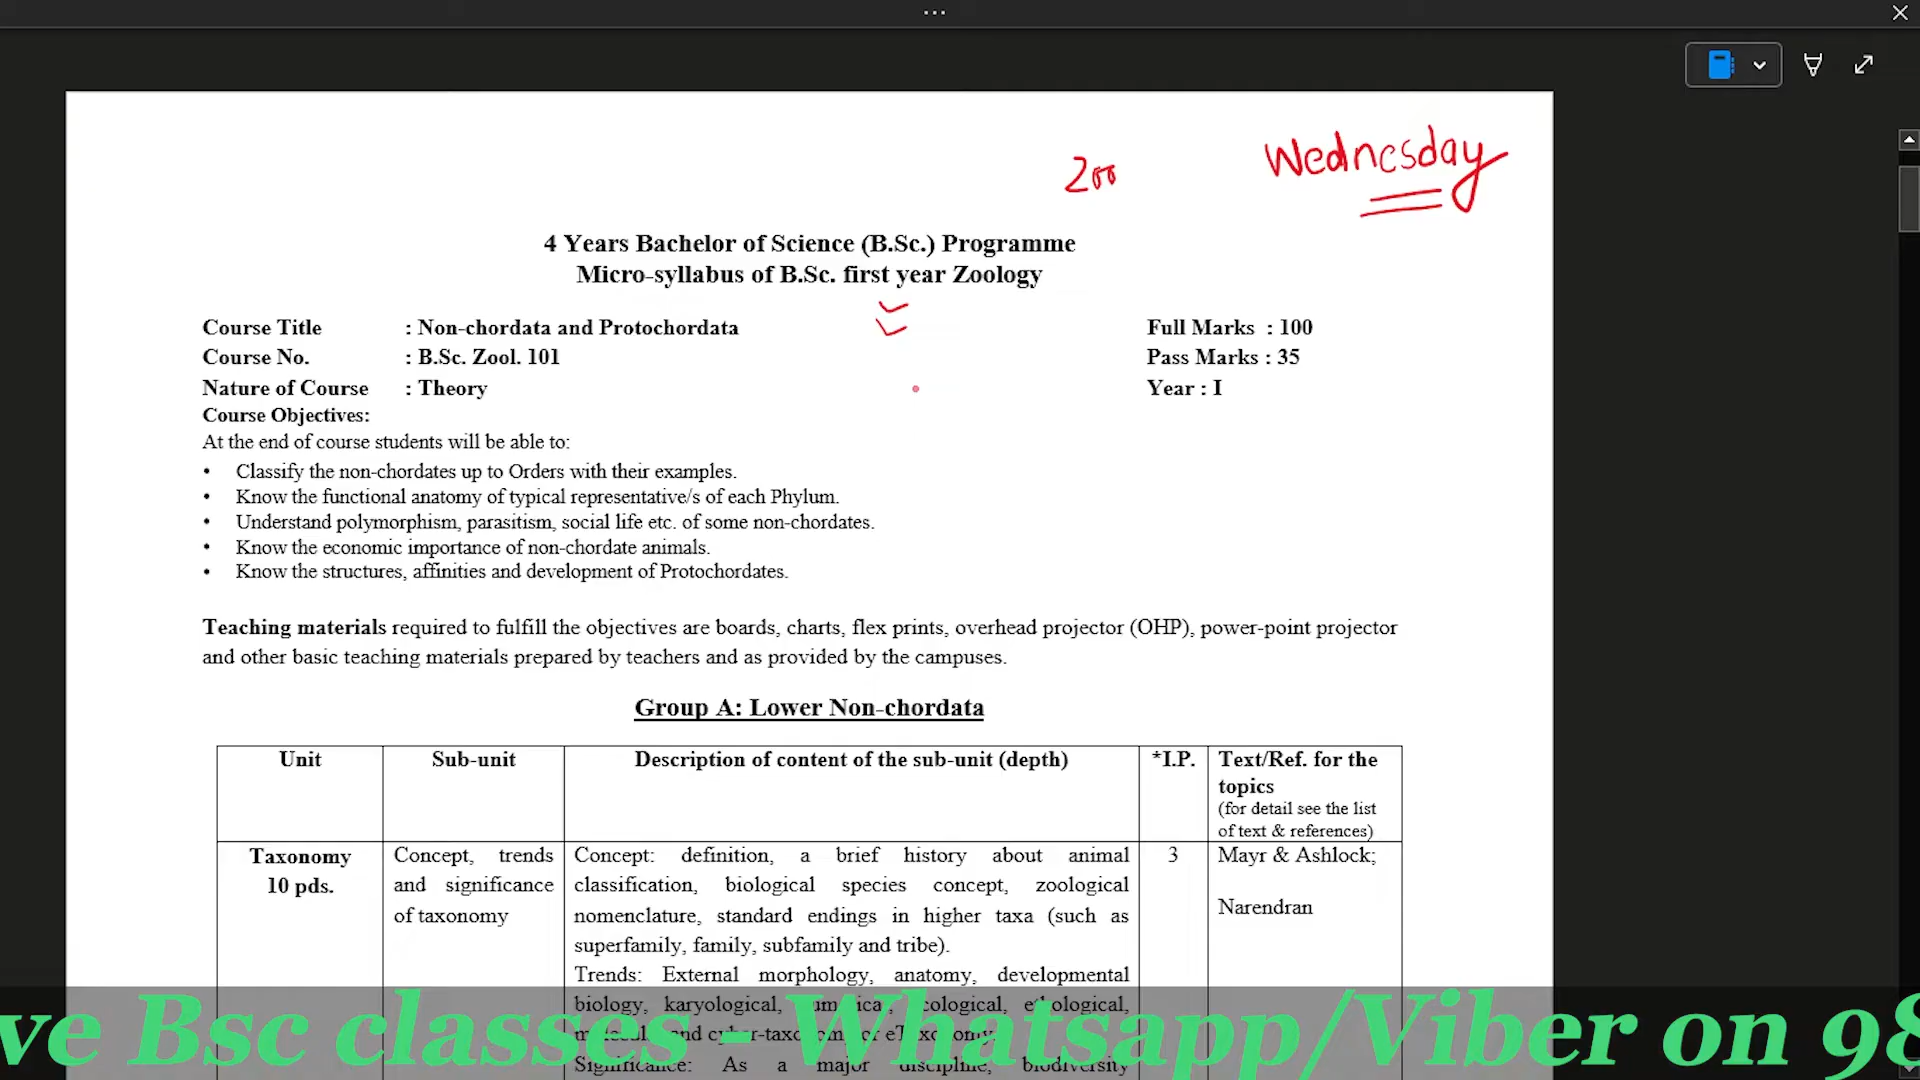 Wednesday
200
4 Years Bachelor of Science (B.Sc.) Programme
Micro-syllabus of B.Sc. first year Zoology
Course Title : Non-chordata and Protochordata Full Marks : 100
Course No. : B.Sc. Zool. 101 Pass Marks : 35
Nature of Course : Theory Year : I
Course Objectives:
At the end of course students will be able to:
• Classify the non-chordates up to Orders with their examples.
• Know the functional anatomy of typical representative/s of each Phylum.
• Understand polymorphism, parasitism, social life etc. of some non-chordates.
• Know the economic importance of non-chordate animals.
• Know the structures, affinities and development of Protochordates.
Teaching materials required to fulfill the objectives are boards, charts, flex prints, overhead projector (OHP), power-point projector
and other basic teaching materials prepared by teachers and as provided by the campuses.
Group A: Lower Non-chordata
Unit Sub-unit Description of content of the sub-unit (depth) *I.P. Text/Ref. for the
topics
(for detail see the list
of text & references)
Taxonomy
10 pds.
Concept, trends
and significance
of taxonomy
Concept: definition, a brief history about animal
classification, biological species concept, zoological
nomenclature, standard endings in higher taxa (such as
superfamily, family, subfamily and tribe).
Trends: External morphology, anatomy, developmental
biology, karyological,
Significance: As a major discipline, biodiversity
3
Mayr & Ashlock;
Narendran
ve Bsc classes - Whatsapp/Viber on 98